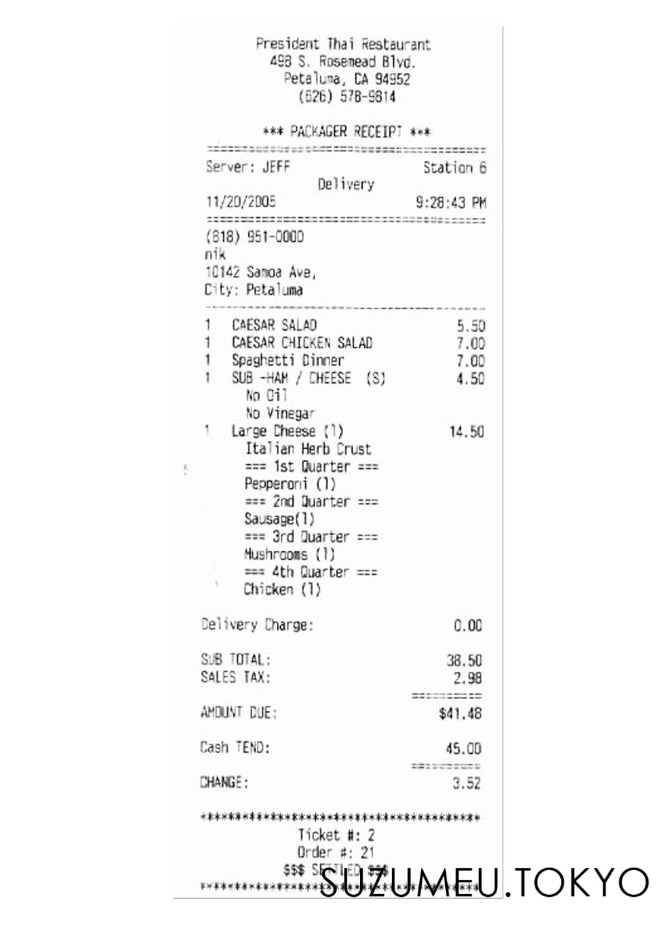 President Thai Restaurant
498 S. Rosemead Blvd.
Petaluma, CA 94952
(626) 578-9814
*** PACKAGER RECEIPT ***
==========================================
Server: JEFF Station 6
Delivery
11/20/2005 9:28:43 PM
==========================================
(818) 951-0000
nik
10142 Samoa Ave,
City: Petaluma
------------------------------------------
1 CAESAR SALAD 5.50
1 CAESAR CHICKEN SALAD 7.00
1 Spaghetti Dinner 7.00
1 SUB -HAM / CHEESE (S) 4.50
No Oil
No Vinegar
1 Large Cheese (1) 14.50
Italian Herb Crust
=== 1st Quarter ===
Pepperoni (1)
=== 2nd Quarter ===
Sausage(1)
=== 3rd Quarter ===
Mushrooms (1)
=== 4th Quarter ===
Chicken (1)
Delivery Charge: 0.00
SUB TOTAL: 38.50
SALES TAX: 2.98
==========
AMOUNT DUE: $41.48
Cash TEND: 45.00
==========
CHANGE: 3.52
****************************************
Ticket #: 2
Order #: 21
$$$ SETTLED $$$
****************************************
SUZUMEU.TOKYO